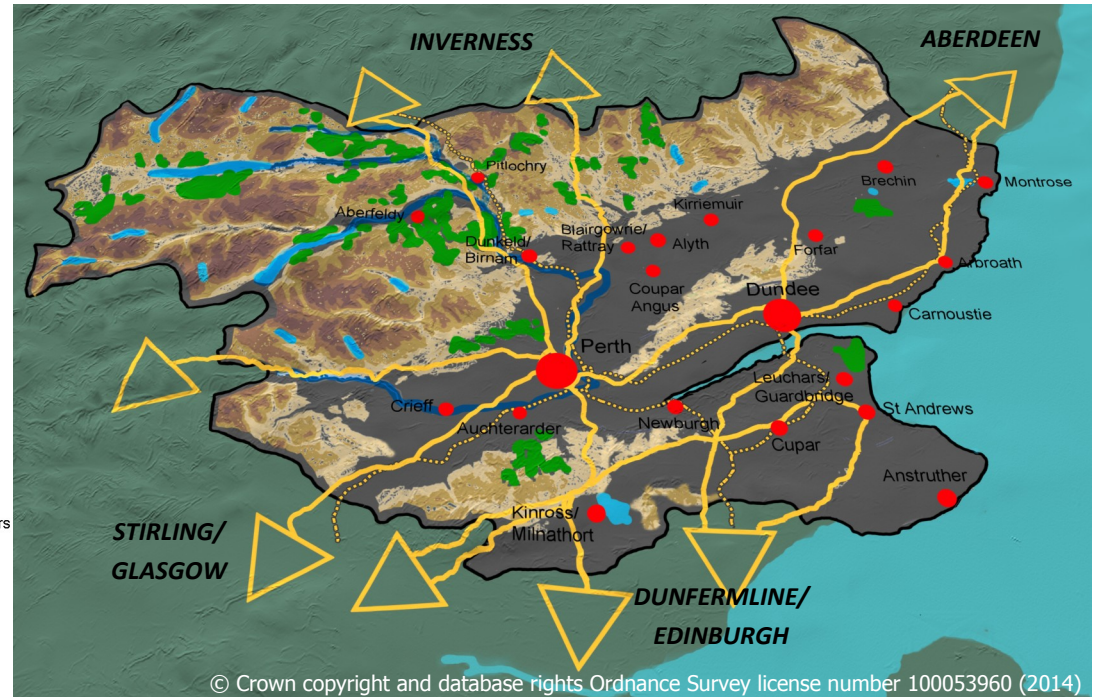 INVERNESS
ABERDEEN
Pitlochry
Brechin
Montrose
Aberfeldy
Kirriemuir
Blairgowrie/
Rattray
Alyth
Forfar
Dunkeld/
Birnam
Arbroath
Coupar
Angus
Dundee
Carnoustie
Perth
Leuchars/
Guardbridge
Crieff
Auchterarder
Newburgh
St Andrews
Cupar
Anstruther
Kinross/
Milnathort
rs
STIRLING/
GLASGOW
DUNFERMLINE/
EDINBURGH
© Crown copyright and database rights Ordnance Survey license number 100053960 (2014)